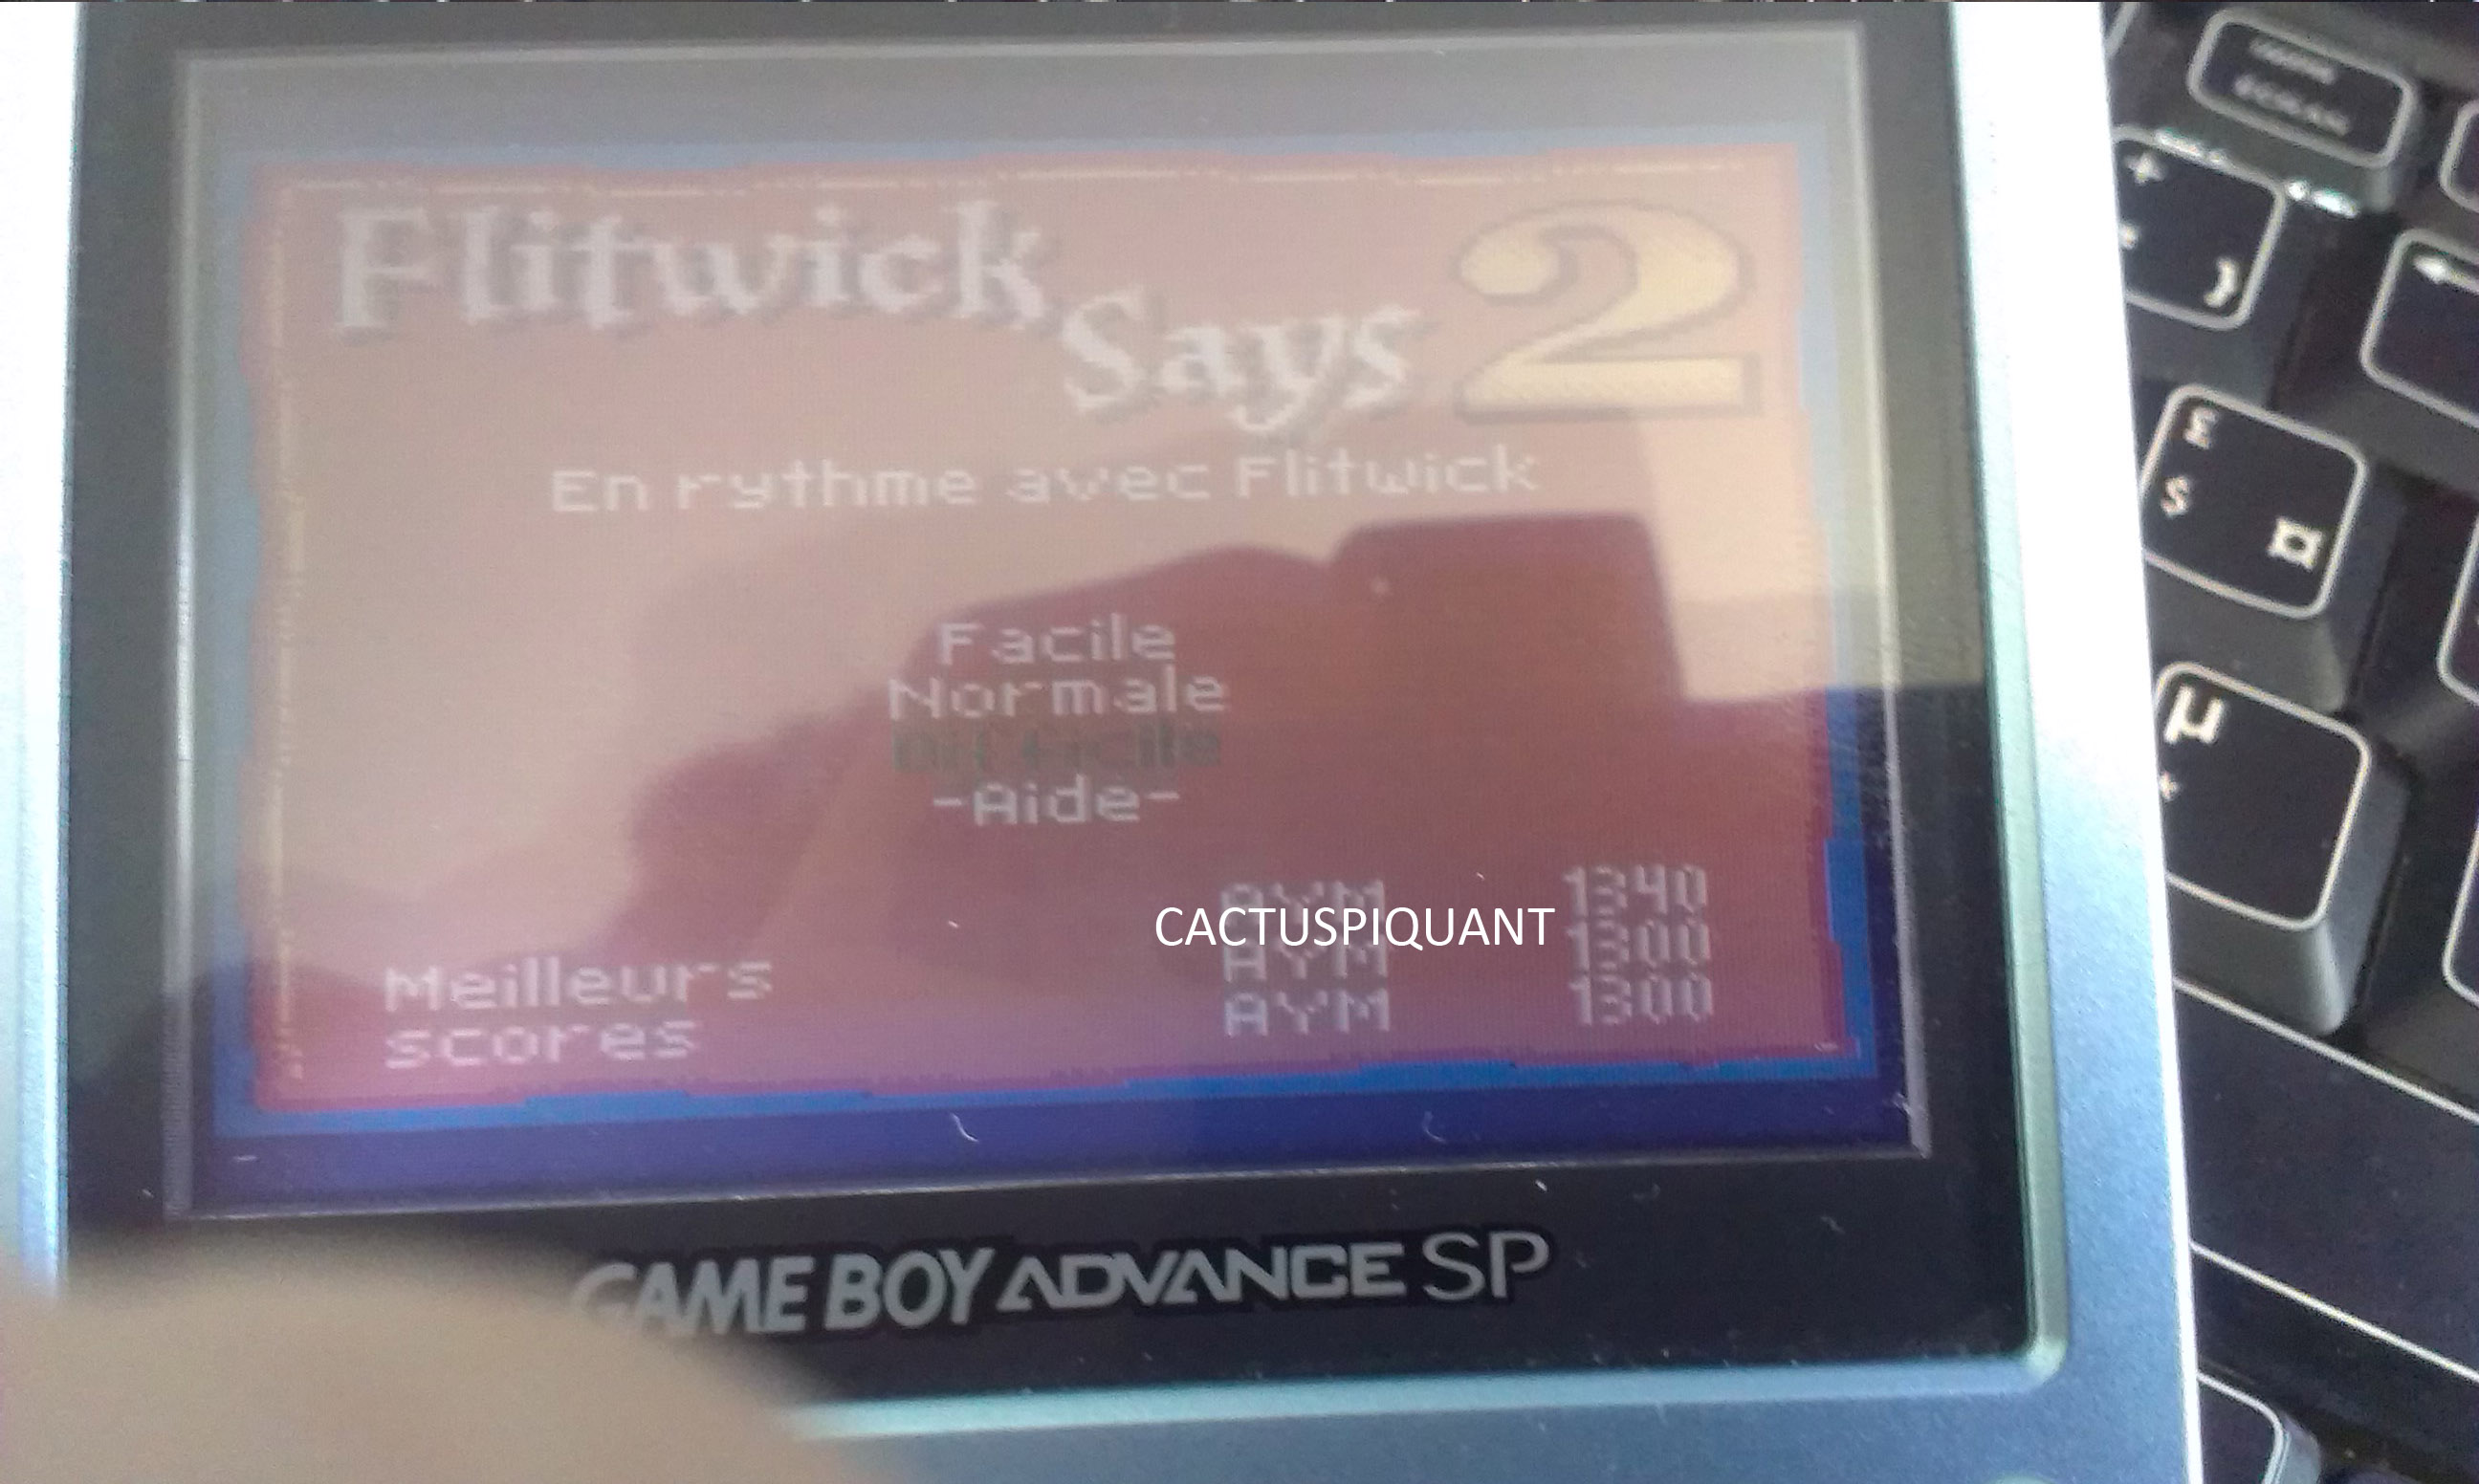 Flitwick
Says 2
En rythme avec Flitwick
Facile
Normale
Difficile
-Aide-
Meilleurs
scores
AYM 1340
CACTUSPIQUANT
AYM 1300
AYM 1300
GAME BOY ADVANCE SP
+
=
}
£
$
¤
µ
*